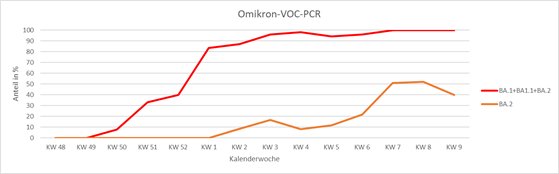 Omikron-VOC-PCR
Anteil in %
100
90
80
70
60
50
40
30
20
10
0
KW 48 KW 49 KW 50 KW 51 KW 52 KW 1 KW 2 KW 3 KW 4 KW 5 KW 6 KW 7 KW 8 KW 9
Kalenderwoche
BA.1+BA1.1+BA.2
BA.2